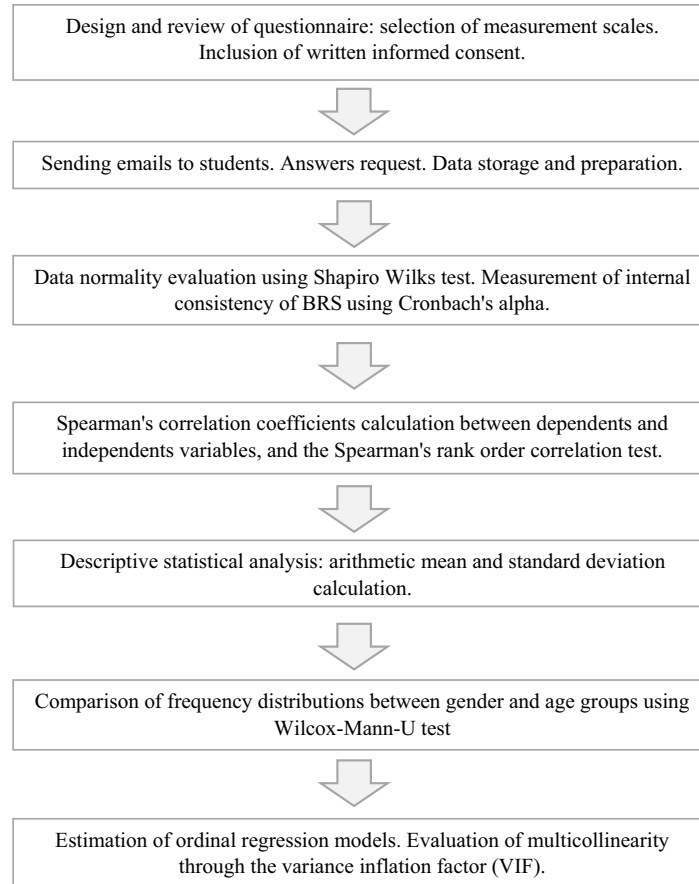 Design and review of questionnaire: selection of measurement scales.
Inclusion of written informed consent.
Sending emails to students. Answers request. Data storage and preparation.
Data normality evaluation using Shapiro Wilks test. Measurement of internal
consistency of BRS using Cronbach's alpha.
Spearman's correlation coefficients calculation between dependents and
independents variables, and the Spearman's rank order correlation test.
Descriptive statistical analysis: arithmetic mean and standard deviation
calculation.
Comparison of frequency distributions between gender and age groups using
Wilcox-Mann-U test
Estimation of ordinal regression models. Evaluation of multicollinearity
through the variance inflation factor (VIF).